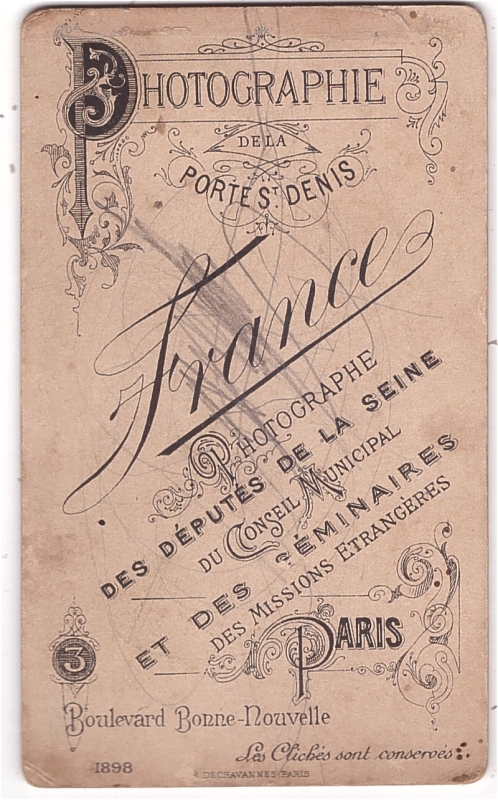 PHOTOGRAPHIE
DE LA
PORTE ST. DENIS
France
PHOTOGRAPHE
DES DÉPUTÉS DE LA SEINE
DU CONSEIL MUNICIPAL
ET DES SÉMINAIRES
DES MISSIONS ETRANGÈRES
PARIS
3
Boulevard Bonne-Nouvelle
Les Clichés sont conservés
1898
DECHAVANNES PARIS